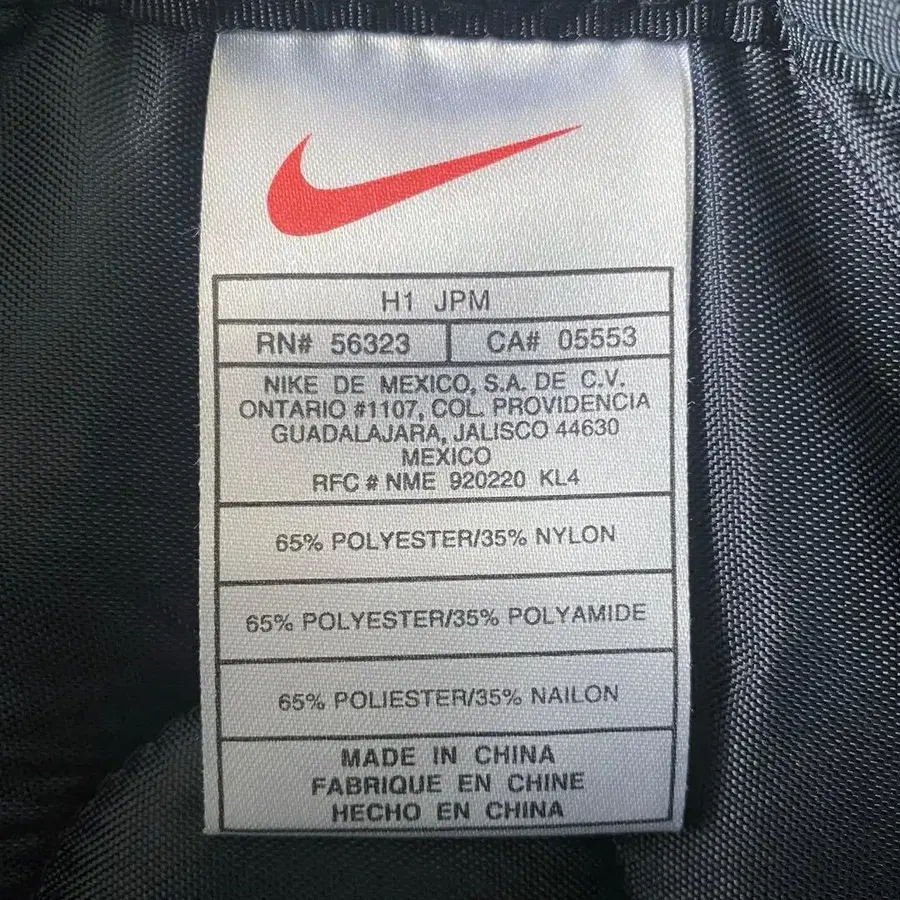 H1 JPM
RN# 56323 CA# 05553
NIKE DE MEXICO, S.A. DE C.V.
ONTARIO #1107, COL. PROVIDENCIA
GUADALAJARA, JALISCO 44630
MEXICO
RFC # NME 920220 KL4
65% POLYESTER/35% NYLON
65% POLYESTER/35% POLYAMIDE
65% POLIESTER/35% NAILON
MADE IN CHINA
FABRIQUE EN CHINE
HECHO EN CHINA